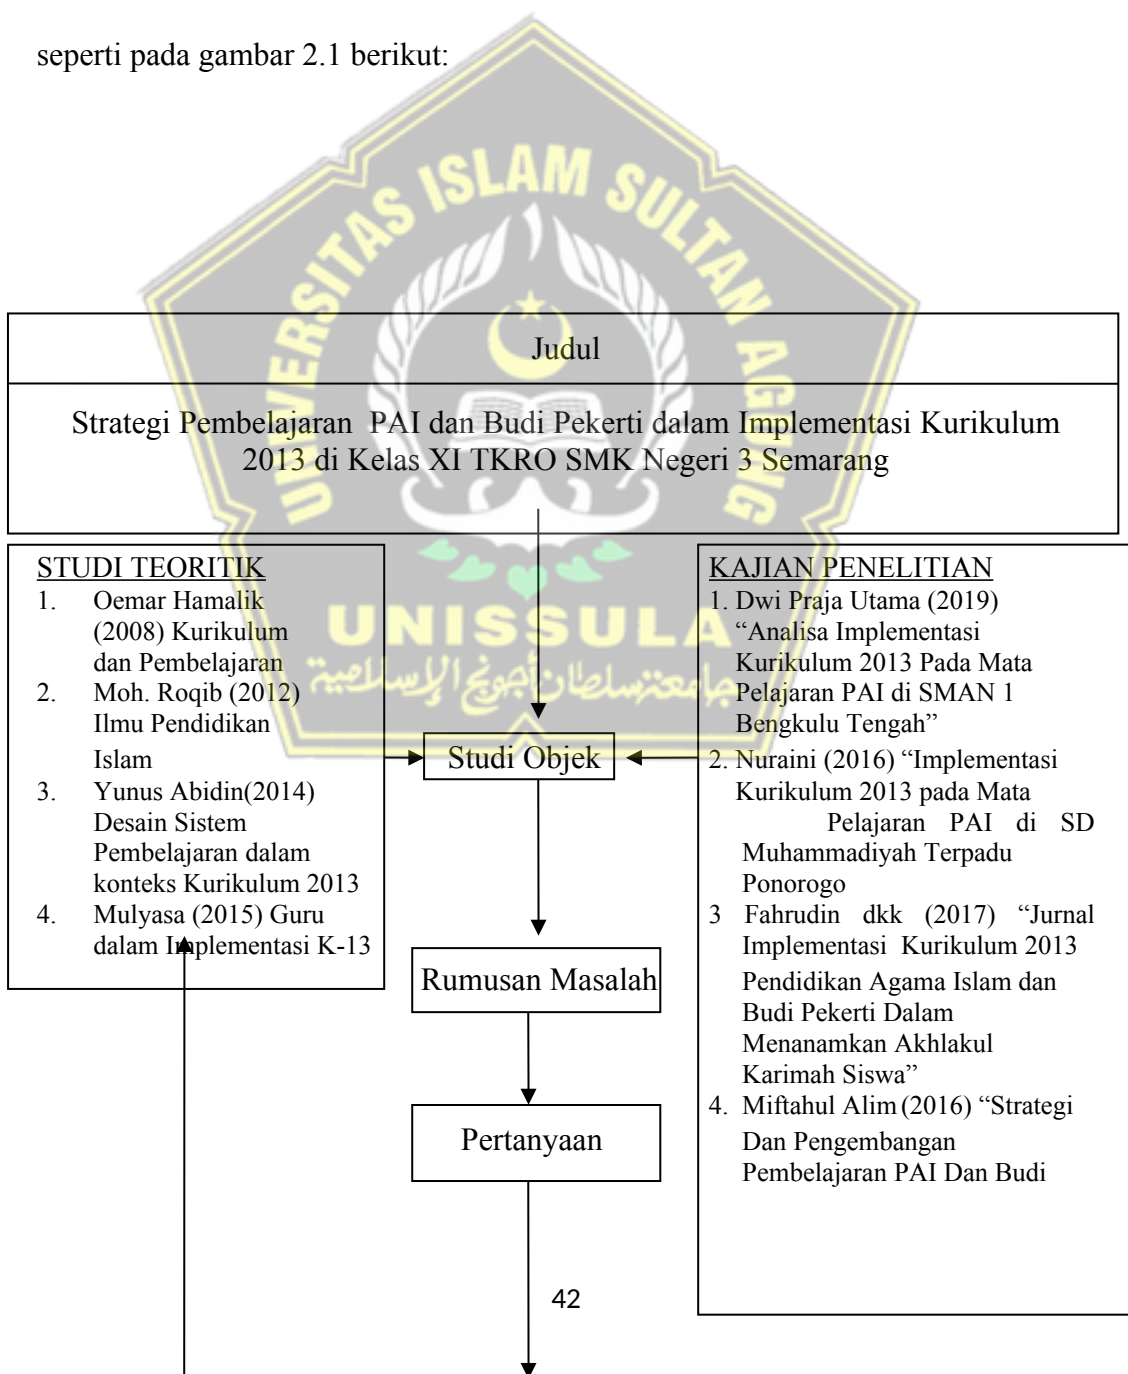 seperti pada gambar 2.1 berikut:
UNIVERSITAS ISLAM SULTAN AGUNG
Judul
Strategi Pembelajaran PAI dan Budi Pekerti dalam Implementasi Kurikulum
2013 di Kelas XI TKRO SMK Negeri 3 Semarang
UNISSULA
جامعتسلطان أجونج الإسلامية
STUDI TEORITIK
1. Oemar Hamalik
(2008) Kurikulum
dan Pembelajaran
2. Moh. Roqib (2012)
Ilmu Pendidikan
Islam
3. Yunus Abidin(2014)
Desain Sistem
Pembelajaran dalam
konteks Kurikulum 2013
4. Mulyasa (2015) Guru
dalam Implementasi K-13
Studi Objek
Rumusan Masalah
Pertanyaan
KAJIAN PENELITIAN
1. Dwi Praja Utama (2019)
“Analisa Implementasi
Kurikulum 2013 Pada Mata
Pelajaran PAI di SMAN 1
Bengkulu Tengah”
2. Nuraini (2016) “Implementasi
Kurikulum 2013 pada Mata
Pelajaran PAI di SD
Muhammadiyah Terpadu
Ponorogo
3 Fahrudin dkk (2017) “Jurnal
Implementasi Kurikulum 2013
Pendidikan Agama Islam dan
Budi Pekerti Dalam
Menanamkan Akhlakul
Karimah Siswa”
4. Miftahul Alim (2016) “Strategi
Dan Pengembangan
Pembelajaran PAI Dan Budi
42